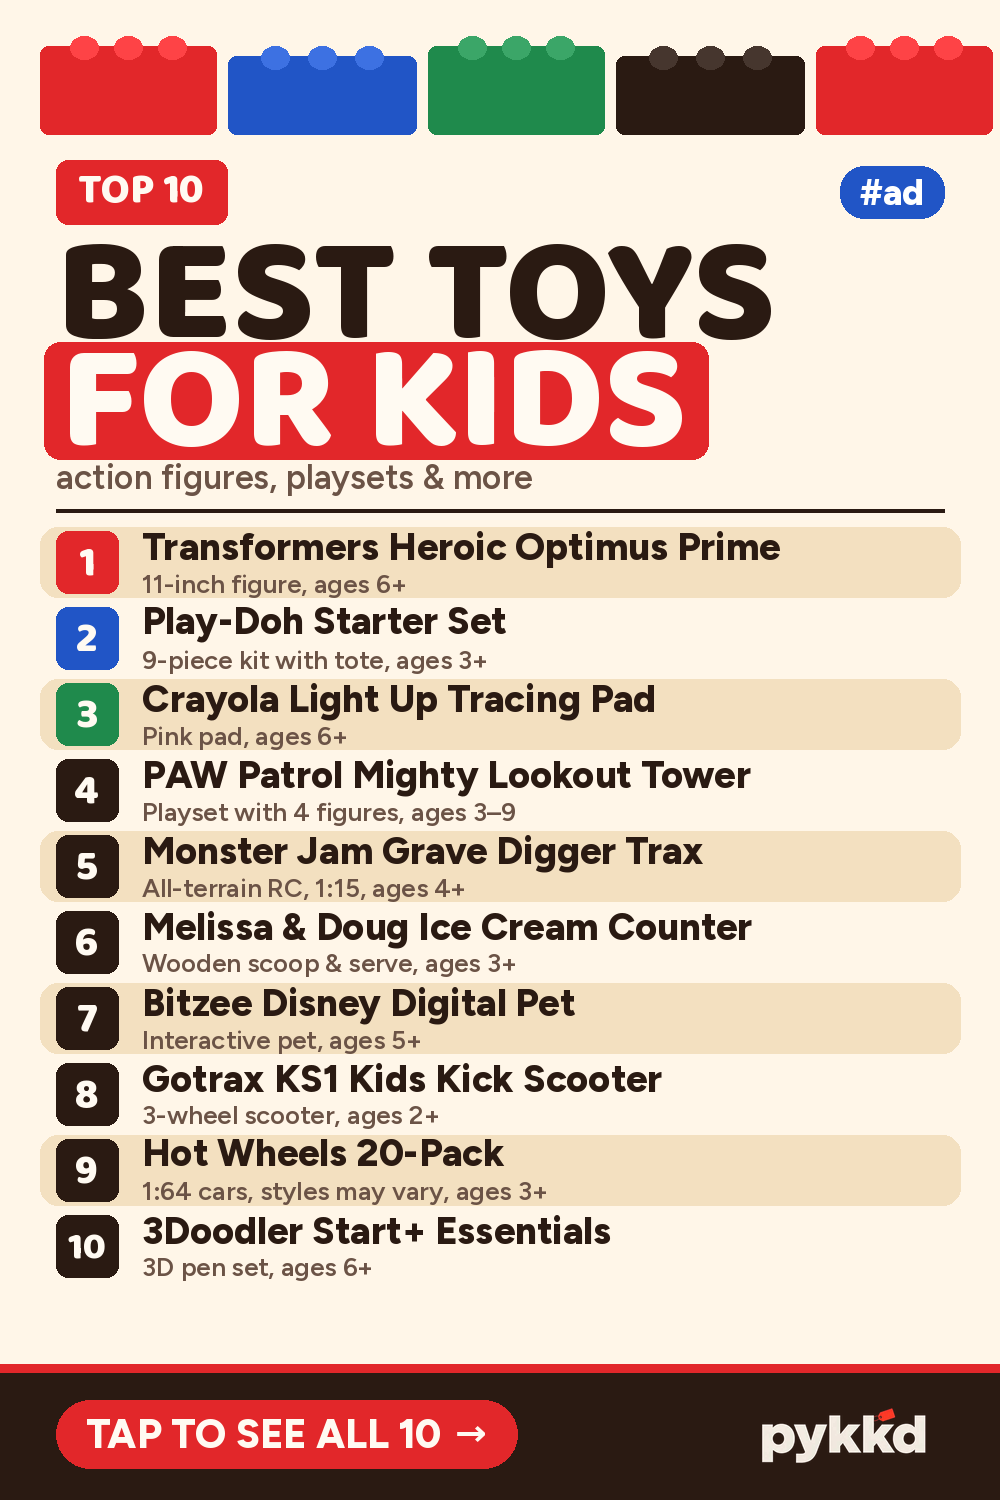 TOP 10
#ad
BEST TOYS
FOR KIDS
action figures, playsets & more
1
Transformers Heroic Optimus Prime
11-inch figure, ages 6+
2
Play-Doh Starter Set
9-piece kit with tote, ages 3+
3
Crayola Light Up Tracing Pad
Pink pad, ages 6+
4
PAW Patrol Mighty Lookout Tower
Playset with 4 figures, ages 3–9
5
Monster Jam Grave Digger Trax
All-terrain RC, 1:15, ages 4+
6
Melissa & Doug Ice Cream Counter
Wooden scoop & serve, ages 3+
7
Bitzee Disney Digital Pet
Interactive pet, ages 5+
8
Gotrax KS1 Kids Kick Scooter
3-wheel scooter, ages 2+
9
Hot Wheels 20-Pack
1:64 cars, styles may vary, ages 3+
10
3Doodler Start+ Essentials
3D pen set, ages 6+
TAP TO SEE ALL 10 →
pykkd